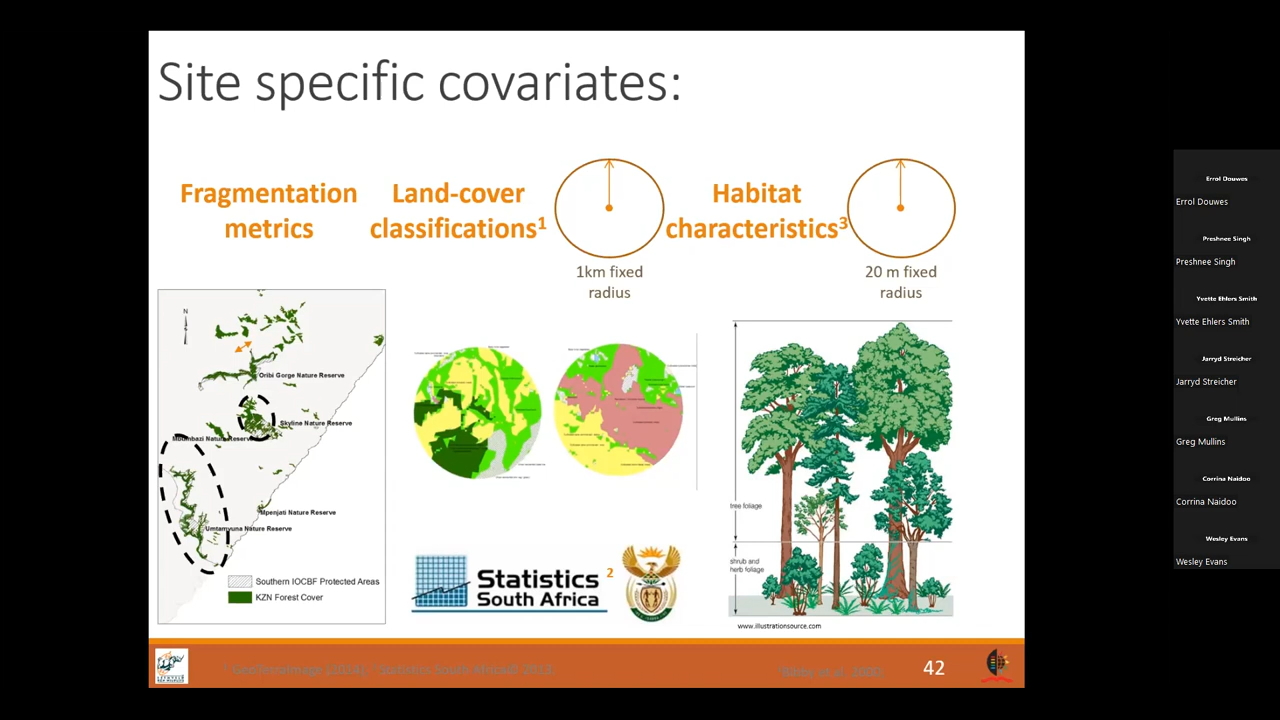 Site specific covariates:
Fragmentation
metrics
Land-cover
classifications1
1km fixed
radius
Habitat
characteristics3
20 m fixed
radius
N
Oribi Gorge Nature Reserve
Skyline Nature Reserve
Mbumbazi Nature Reserve
Mpenjati Nature Reserve
Umtamvuna Nature Reserve
Southern IOCBF Protected Areas
KZN Forest Cover
Statistics 2
South Africa
tree foliage
shrub and
herb foliage
www.illustrationsource.com
42
Errol Douwes
Errol Douwes
Preshnee Singh
Preshnee Singh
Yvette Ehlers Smith
Yvette Ehlers Smith
Jarryd Streicher
Jarryd Streicher
Greg Mullins
Greg Mullins
Corrina Naidoo
Corrina Naidoo
Wesley Evans
Wesley Evans